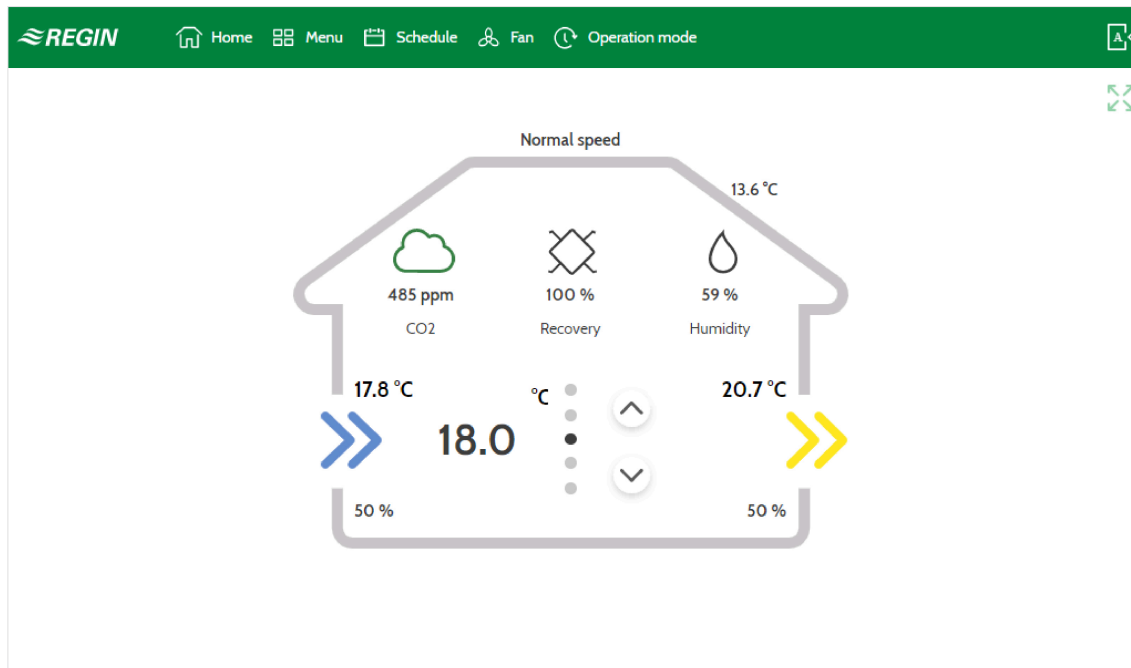 REGIN Home Menu Schedule Fan Operation mode A
Normal speed
13.6 °C
485 ppm 100 % 59 %
CO2 Recovery Humidity
17.8 °C °C 20.7 °C
18.0
50 % 50 %